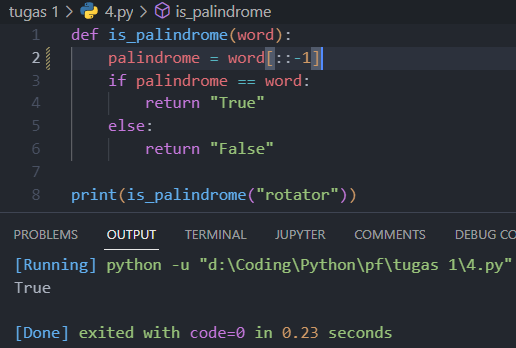 tugas 1 > 4.py > is_palindrome
1 def is_palindrome(word):
2     palindrome = word[::-1]
3     if palindrome == word:
4         return "True"
5     else:
6         return "False"
7
8 print(is_palindrome("rotator"))
PROBLEMS OUTPUT TERMINAL JUPYTER COMMENTS DEBUG CO
[Running] python -u "d:\Coding\Python\pf\tugas 1\4.py"
True
[Done] exited with code=0 in 0.23 seconds